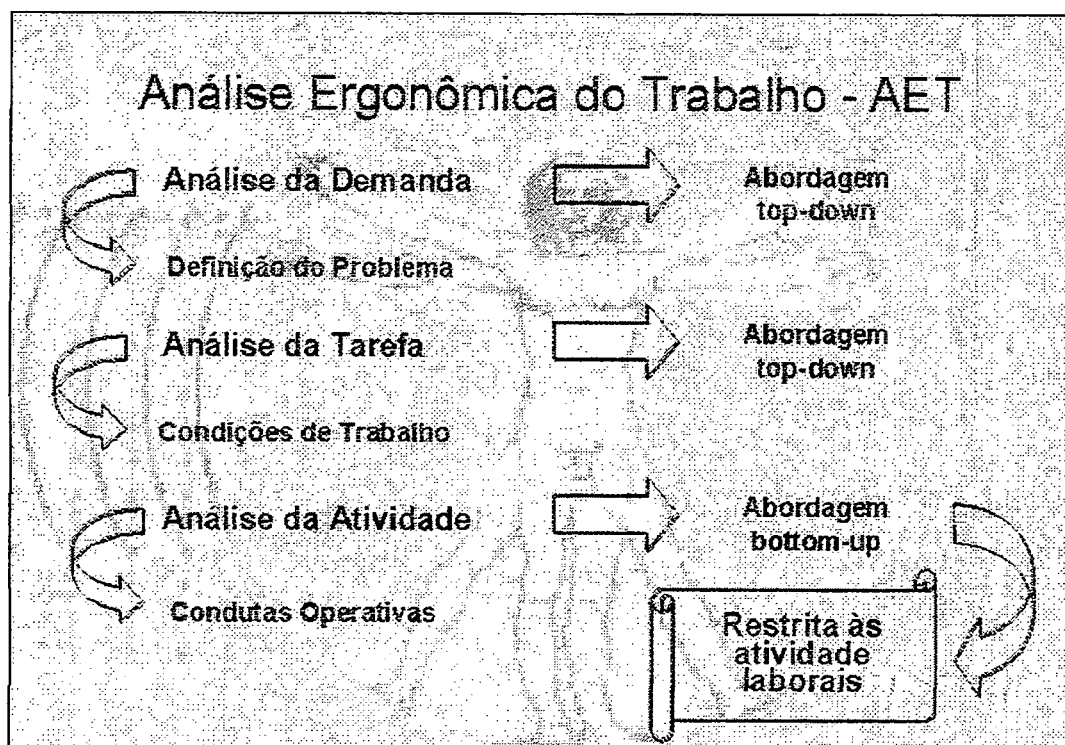 Análise Ergonômica do Trabalho - AET
Análise da Demanda
Abordagem
top-down
Definição do Problema
Análise da Tarefa
Abordagem
top-down
Condições de Trabalho
Análise da Atividade
Abordagem
bottom-up
Condutas Operativas
Restrita às
atividade
laborais